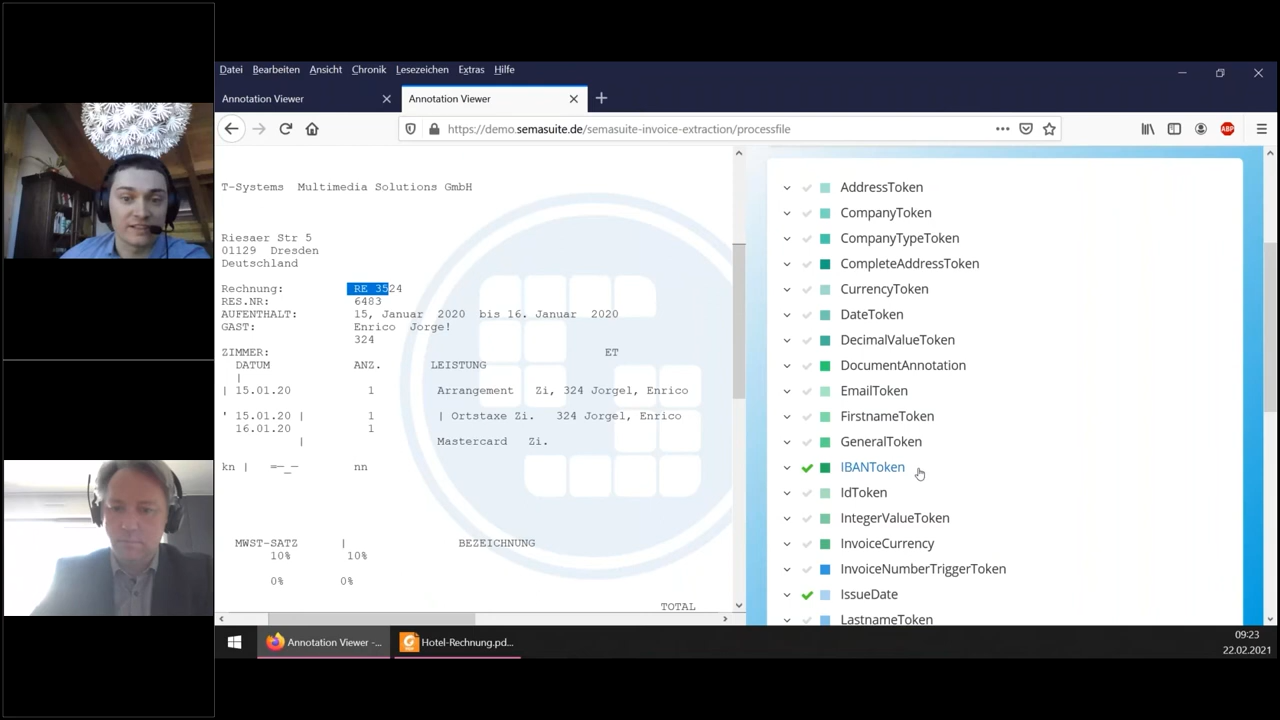 Datei Bearbeiten Ansicht Chronik Lesezeichen Extras Hilfe
Annotation Viewer
Annotation Viewer
https://demo.semasuite.de/semasuite-invoice-extraction/processfile
ABP
T-Systems Multimedia Solutions GmbH
Riesaer Str 5
01129 Dresden
Deutschland
Rechnung: RE 3524
RES.NR: 6483
AUFENTHALT: 15, Januar 2020 bis 16. Januar 2020
GAST: Enrico Jorge!
324
ZIMMER: ET
DATUM ANZ. LEISTUNG
|
| 15.01.20 1 Arrangement Zi, 324 Jorgel, Enrico
' 15.01.20 | 1 | Ortstaxe Zi. 324 Jorgel, Enrico
16.01.20 1
| Mastercard Zi.
kn | =—_— nn
MWST-SATZ | BEZEICHNUNG
10% 10%
0% 0%
TOTAL
AddressToken
CompanyToken
CompanyTypeToken
CompleteAddressToken
CurrencyToken
DateToken
DecimalValueToken
DocumentAnnotation
EmailToken
FirstnameToken
GeneralToken
IBANToken
IdToken
IntegerValueToken
InvoiceCurrency
InvoiceNumberTriggerToken
IssueDate
LastnameToken
Annotation Viewer -...
Hotel-Rechnung.pd...
09:23
22.02.2021